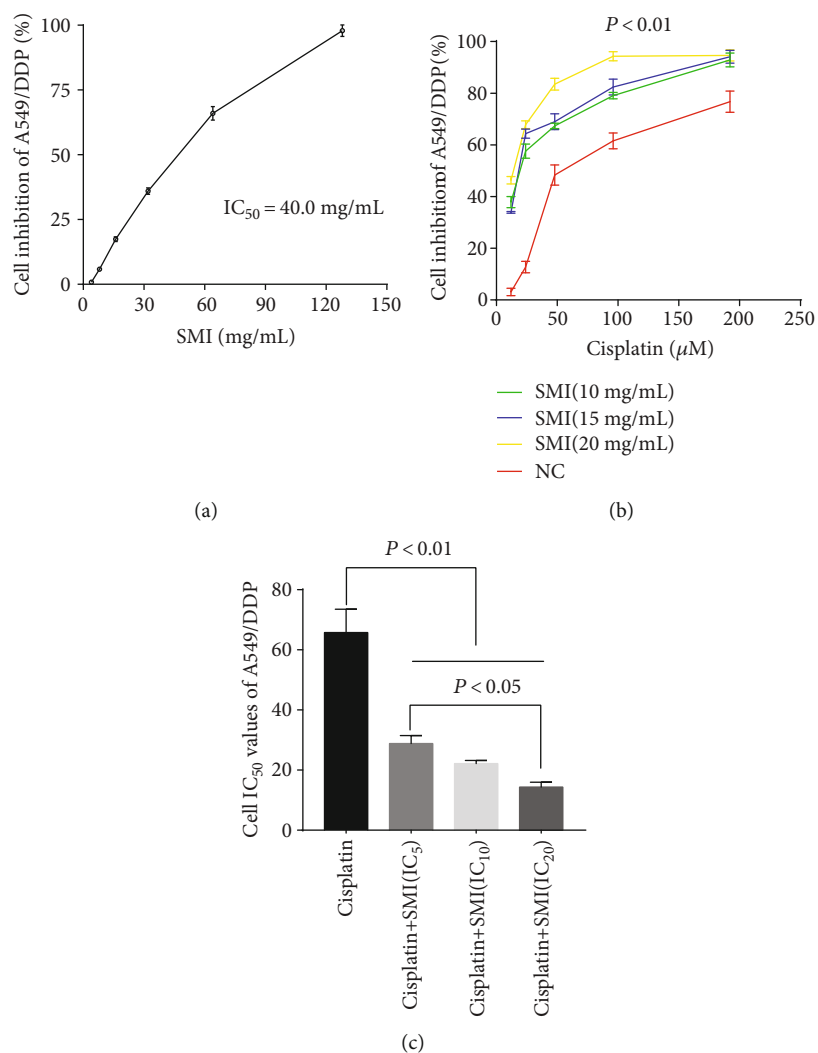 Cell inhibition of A549/DDP (%)
100
75
50
25
0
IC50 = 40.0 mg/mL
0 30 60 90 120 150
SMI (mg/mL)
(a)
P < 0.01
Cell inhibition of A549/DDP (%)
100
80
60
40
20
0
0 50 100 150 200 250
Cisplatin (μM)
SMI(10 mg/mL)
SMI(15 mg/mL)
SMI(20 mg/mL)
NC
(b)
P < 0.01
Cell IC50 values of A549/DDP
80
60
40
20
0
P < 0.05
Cisplatin
Cisplatin+SMI(IC5)
Cisplatin+SMI(IC10)
Cisplatin+SMI(IC20)
(c)